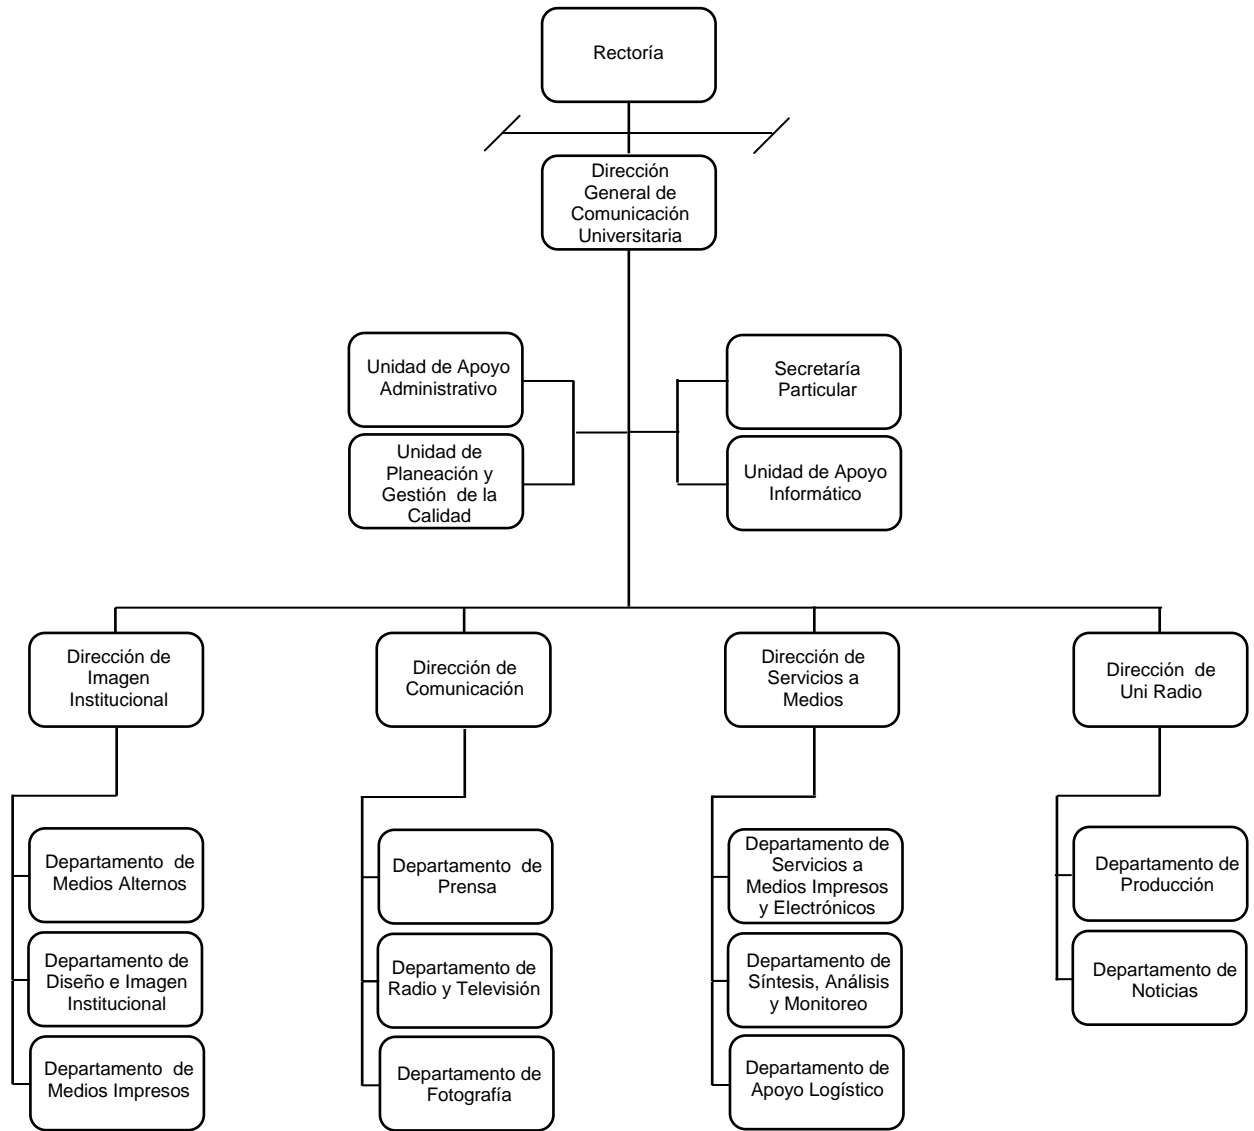 Rectoría
Dirección
General de
Comunicación
Universitaria
Unidad de Apoyo
Administrativo
Secretaría
Particular
Unidad de
Planeación y
Gestión de la
Calidad
Unidad de Apoyo
Informático
Dirección de
Imagen
Institucional
Dirección de
Comunicación
Dirección de
Servicios a
Medios
Dirección de
Uni Radio
Departamento de
Medios Alternos
Departamento de
Prensa
Departamento de
Servicios a
Medios Impresos
y Electrónicos
Departamento de
Producción
Departamento de
Diseño e Imagen
Institucional
Departamento de
Radio y Televisión
Departamento de
Síntesis, Análisis
y Monitoreo
Departamento de
Noticias
Departamento de
Medios Impresos
Departamento de
Fotografía
Departamento de
Apoyo Logístico